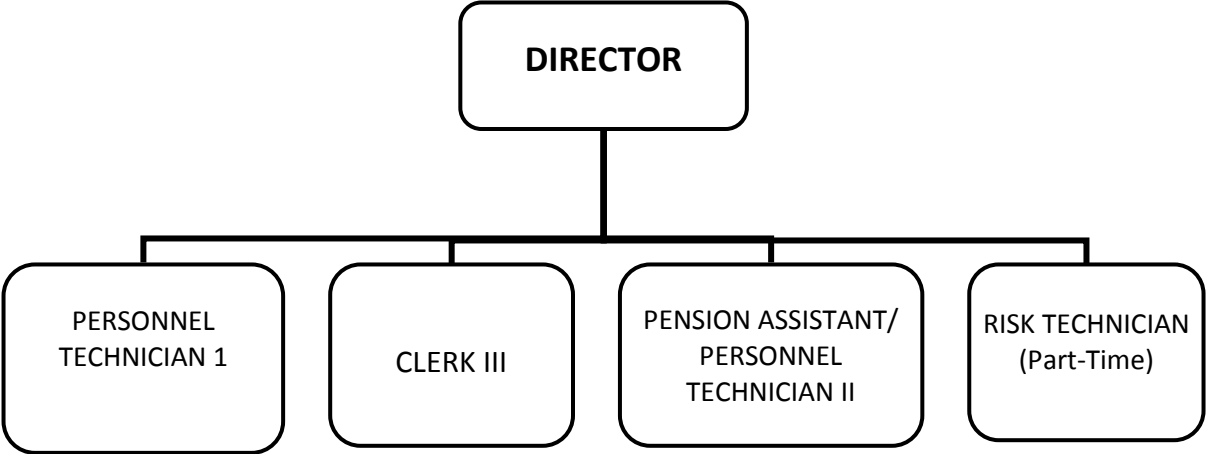 DIRECTOR
PERSONNEL
TECHNICIAN 1
CLERK III
PENSION ASSISTANT/
PERSONNEL
TECHNICIAN II
RISK TECHNICIAN
(Part-Time)